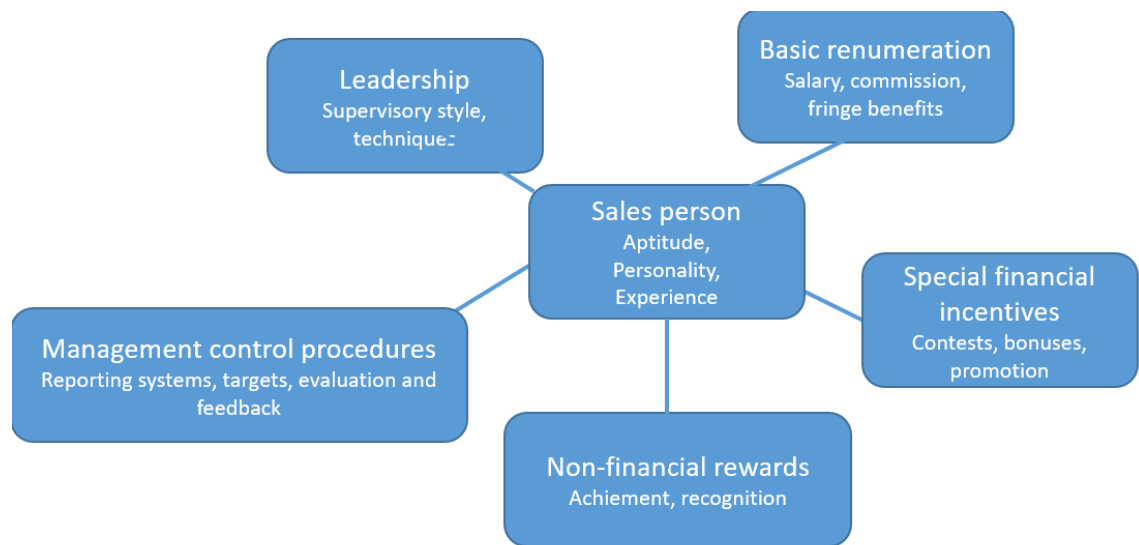 Leadership
Supervisory style,
techniques
Basic renumeration
Salary, commission,
fringe benefits
Sales person
Aptitude,
Personality,
Experience
Special financial
incentives
Contests, bonuses,
promotion
Management control procedures
Reporting systems, targets, evaluation and
feedback
Non-financial rewards
Achiement, recognition